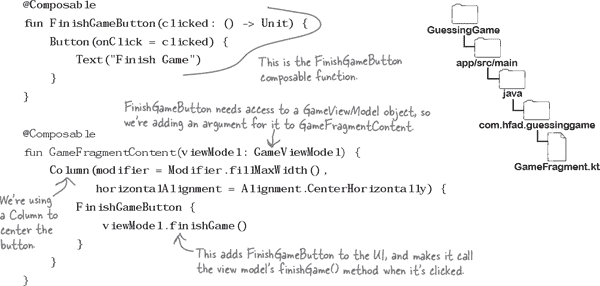 @Composable
fun FinishGameButton(clicked: () -> Unit) {
Button(onClick = clicked) {
Text("Finish Game")
}
}
This is the FinishGameButton
composable function.
FinishGameButton needs access to a GameViewModel object, so
we're adding an argument for it to GameFragmentContent.
@Composable
fun GameFragmentContent(viewModel: GameViewModel) {
Column(modifier = Modifier.fillMaxWidth(),
horizontalAlignment = Alignment.CenterHorizontally) {
FinishGameButton {
viewModel.finishGame()
}
}
}
We're using
a Column to
center the
button.
This adds FinishGameButton to the UI, and makes it call
the view model's finishGame() method when it's clicked.
GuessingGame
app/src/main
java
com.hfad.guessinggame
GameFragment.kt